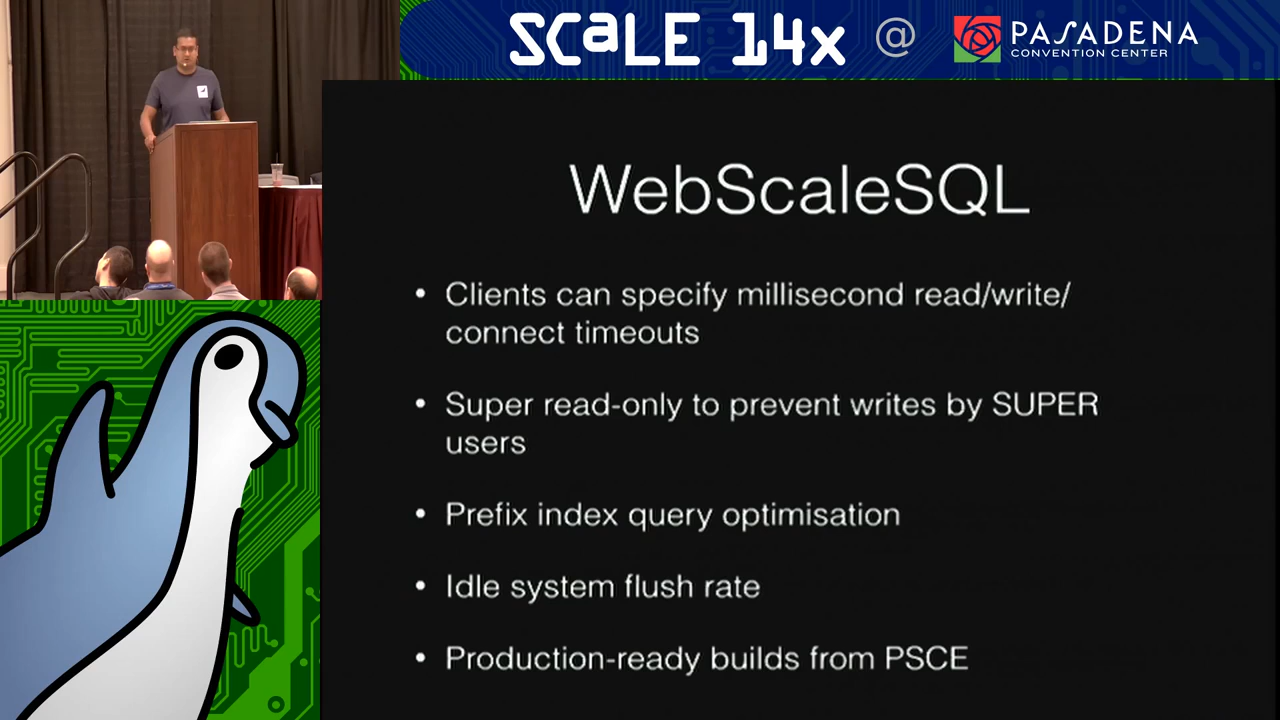 SCALE 14x @ PASADENA
CONVENTION CENTER
WebScaleSQL
• Clients can specify millisecond read/write/
connect timeouts
• Super read-only to prevent writes by SUPER
users
• Prefix index query optimisation
• Idle system flush rate
• Production-ready builds from PSCE